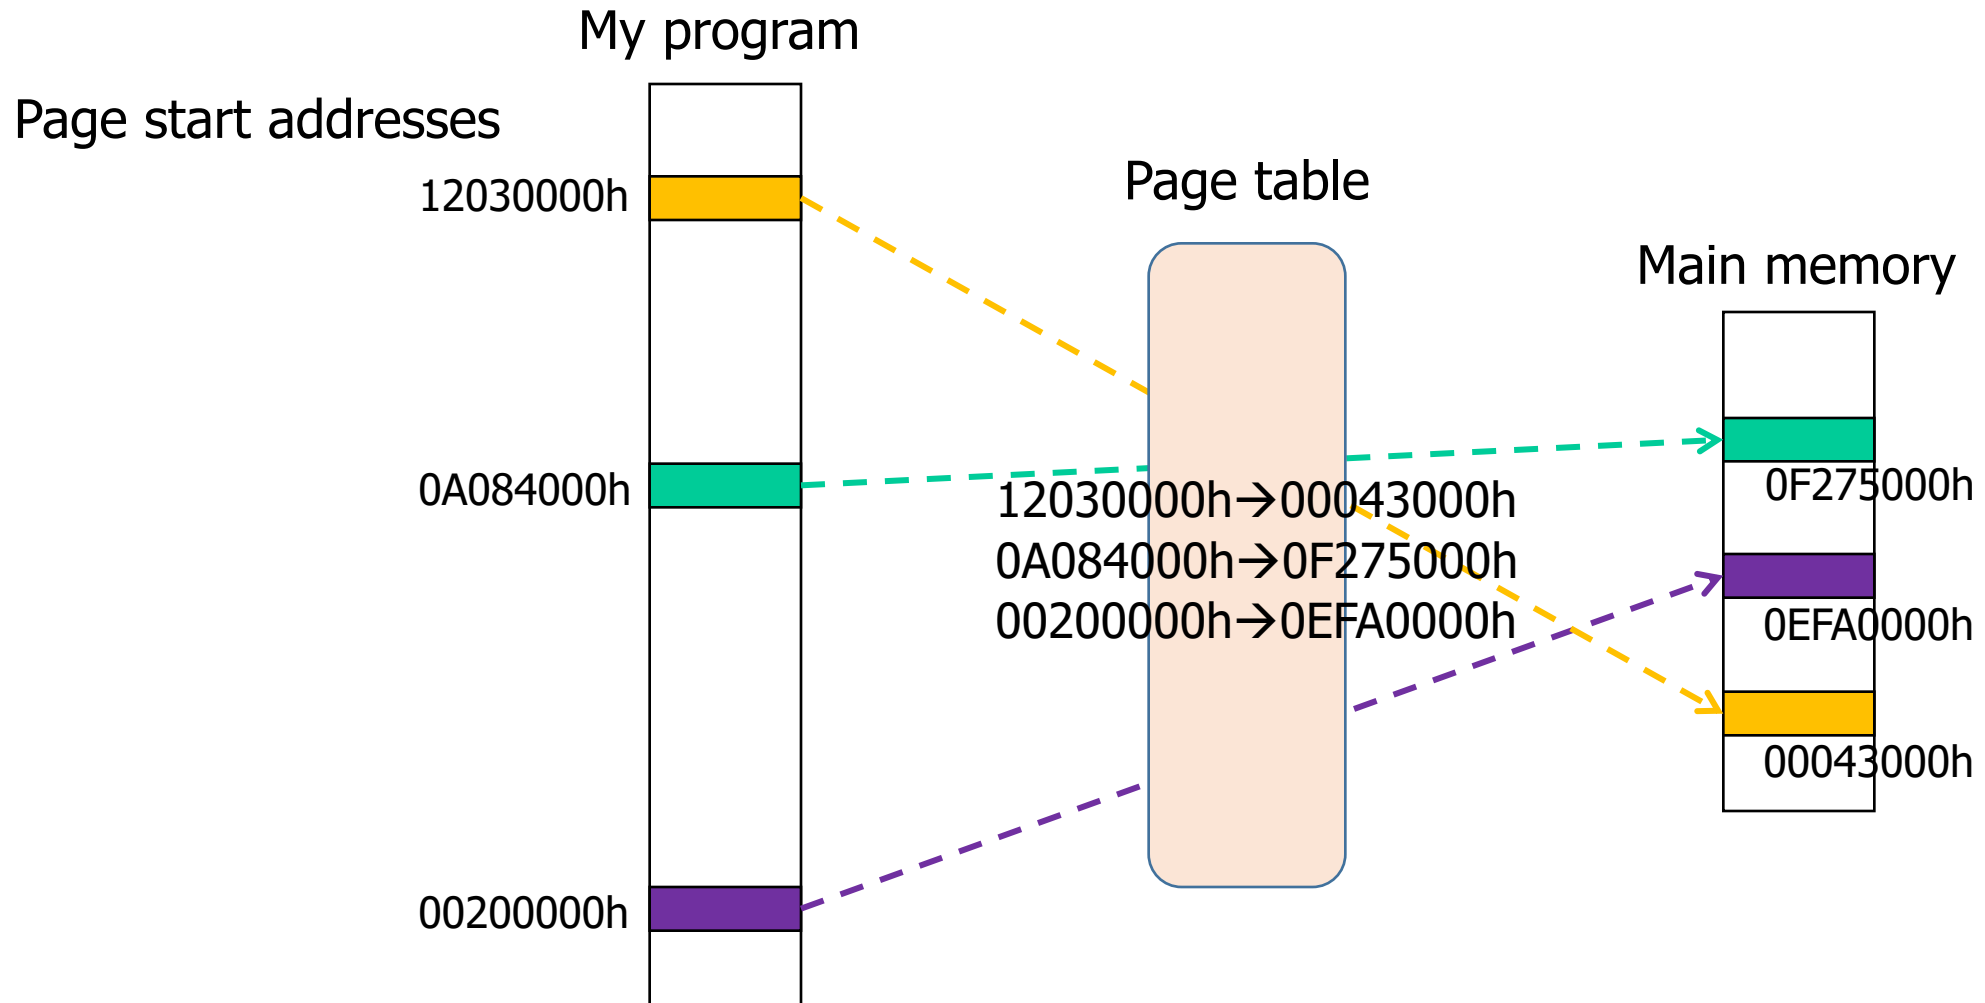 My program
Page start addresses
12030000h
0A084000h
00200000h
Page table
12030000h→00043000h
0A084000h→0F275000h
00200000h→0EFA0000h
Main memory
0F275000h
0EFA0000h
00043000h